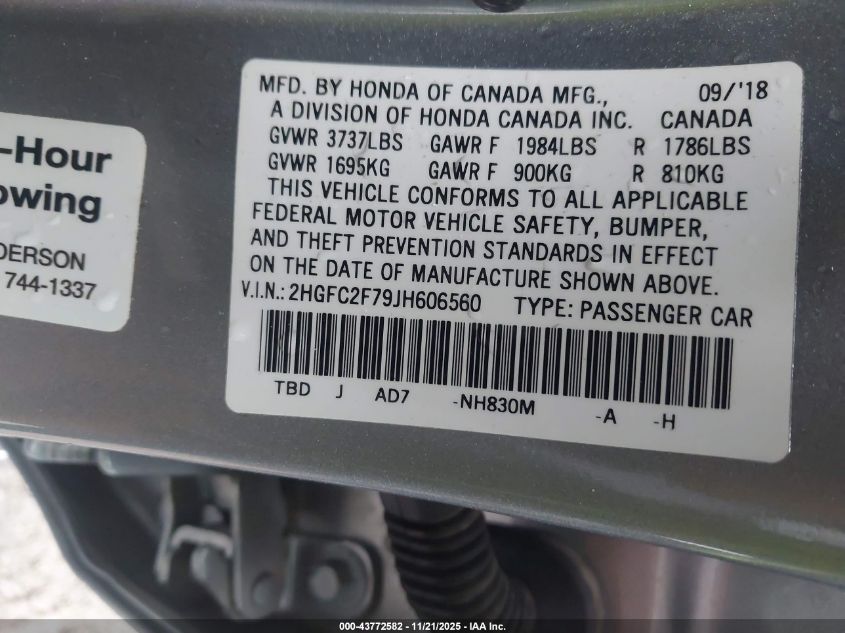 MFD. BY HONDA OF CANADA MFG., 09/'18
A DIVISION OF HONDA CANADA INC. CANADA
GVWR 3737LBS GAWR F 1984LBS R 1786LBS
GVWR 1695KG GAWR F 900KG R 810KG
THIS VEHICLE CONFORMS TO ALL APPLICABLE
FEDERAL MOTOR VEHICLE SAFETY, BUMPER,
AND THEFT PREVENTION STANDARDS IN EFFECT
ON THE DATE OF MANUFACTURE SHOWN ABOVE.
V.I.N.: 2HGFC2F79JH606560 TYPE: PASSENGER CAR
TBD J AD7 -NH830M -A -H
-Hour
owing
DERSON
744-1337
000-43772582 - 11/21/2025 - IAA Inc.